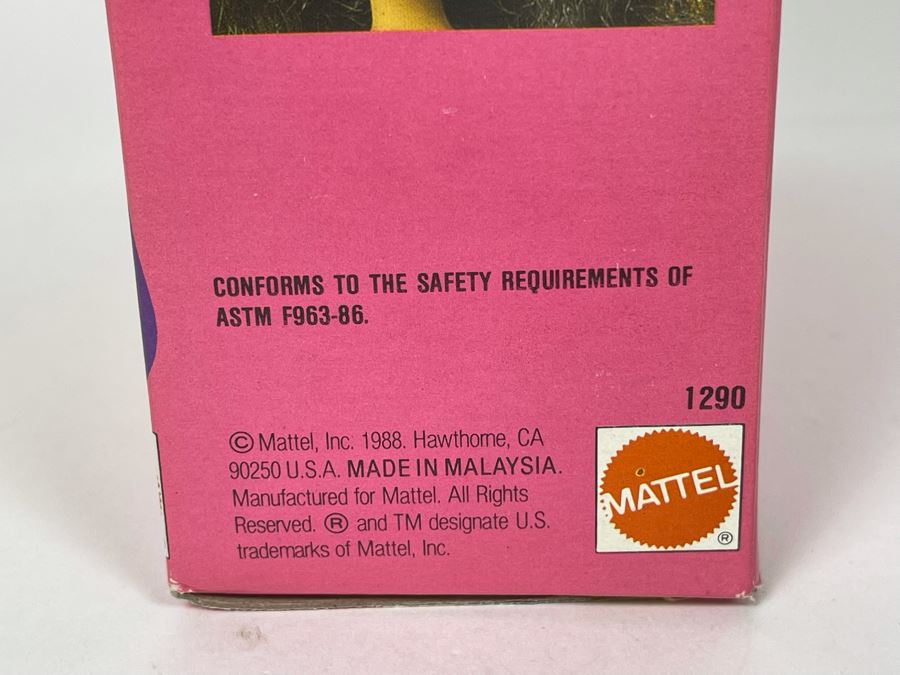 CONFORMS TO THE SAFETY REQUIREMENTS OF
ASTM F963-86.
1290
© Mattel, Inc. 1988. Hawthorne, CA
90250 U.S.A. MADE IN MALAYSIA.
Manufactured for Mattel. All Rights
Reserved. ® and TM designate U.S.
trademarks of Mattel, Inc.
MATTEL
®